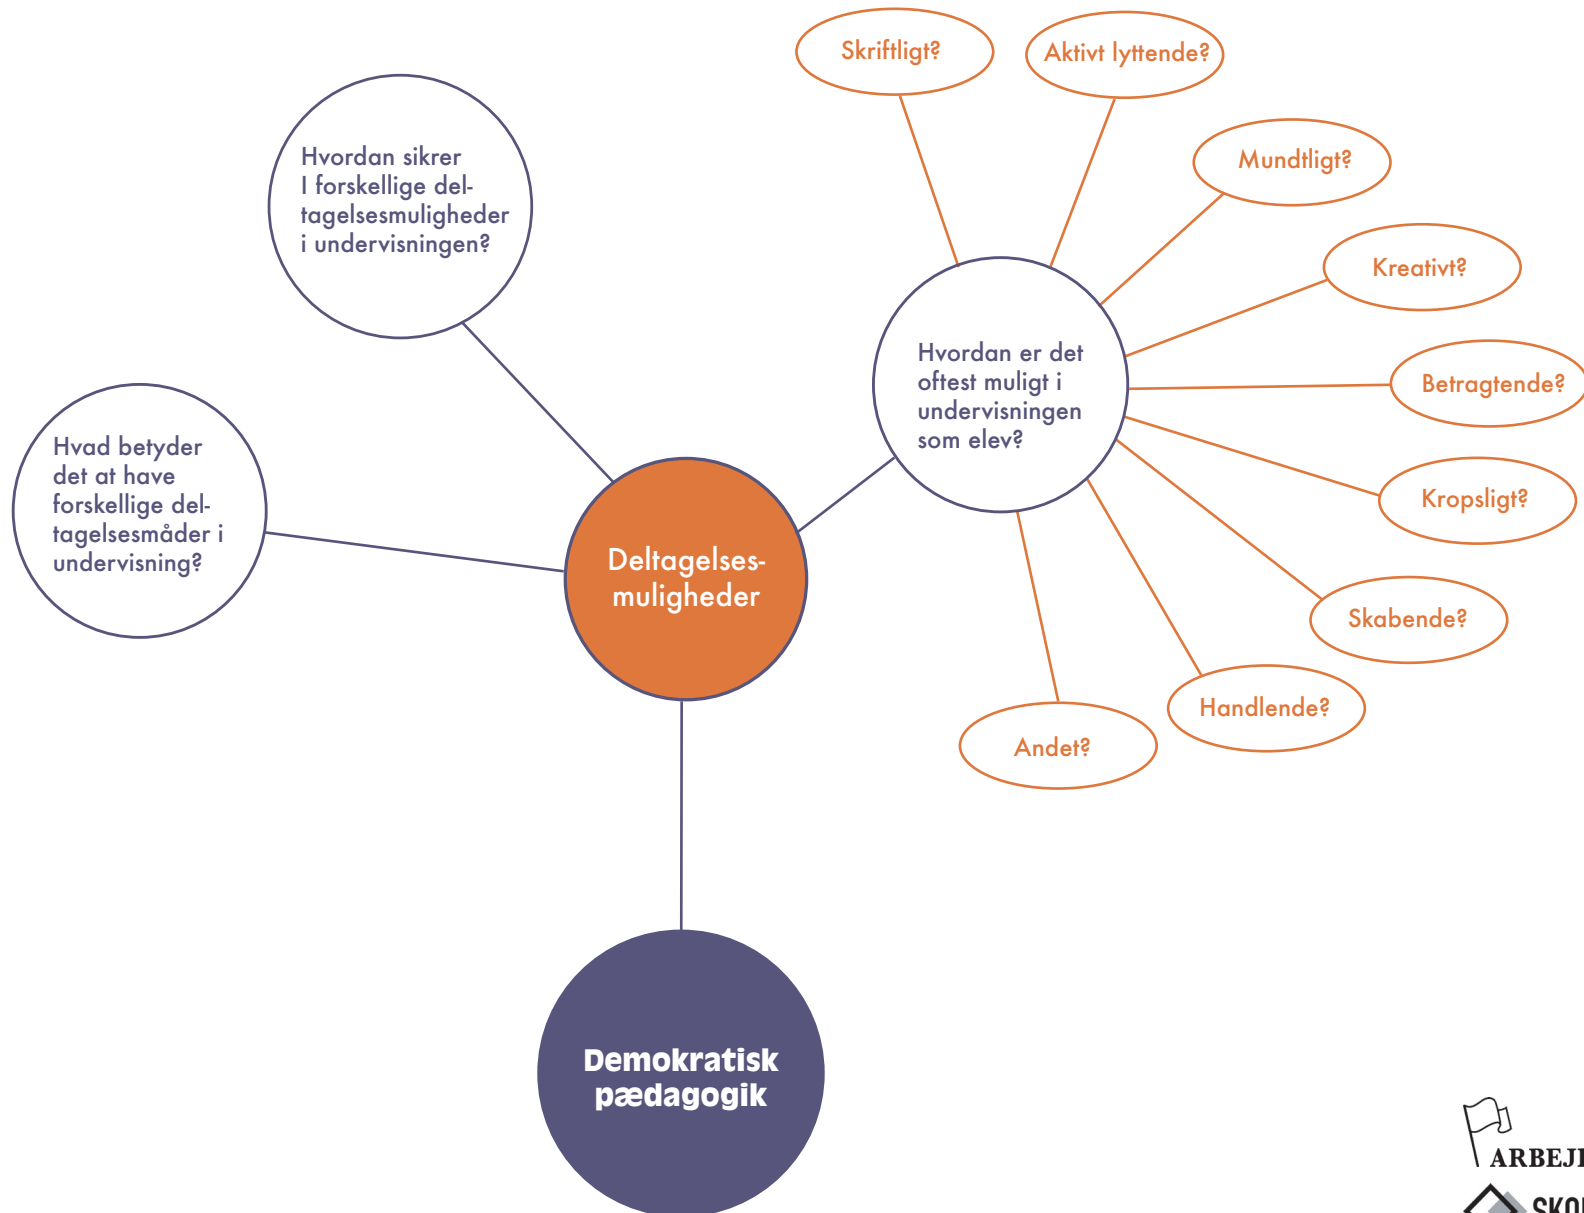 Skriftligt?
Aktivt lyttende?
Mundtligt?
Kreativt?
Betragtende?
Kropsligt?
Skabende?
Handlende?
Andet?
Hvordan sikrer
I forskellige del-
tagelsesmuligheder
i undervisningen?
Hvordan er det
oftest muligt i
undervisningen
som elev?
Hvad betyder
det at have
forskellige del-
tagelsesmåder i
undervisning?
Deltagelses-
muligheder
Demokratisk
pædagogik